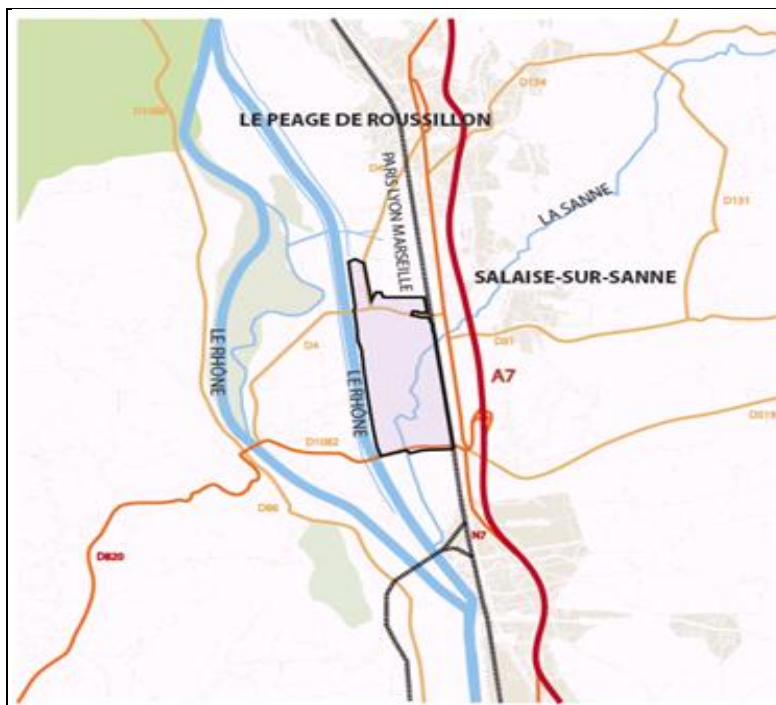 D134
LE PEAGE DE ROUSSILLON
PARIS LYON MARSEILLE
LA SANNE
D131
SALAISE-SUR-SANNE
LE RHÔNE
D4
D51
LE RHÔNE
A7
D519
D1082
D86
N7
D820